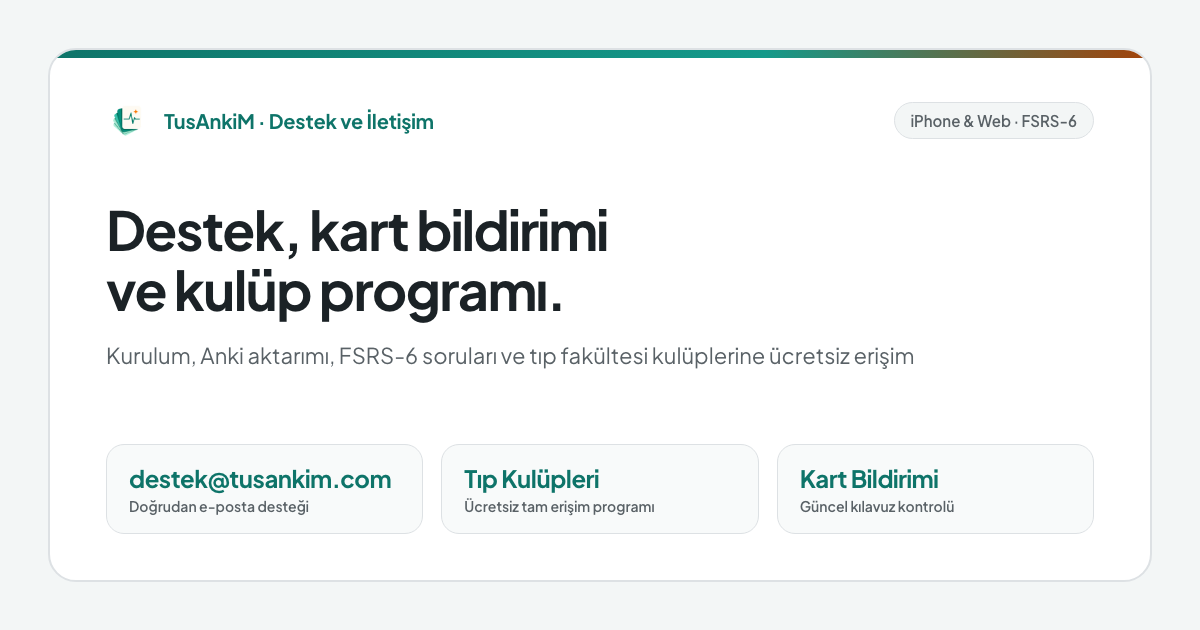 TusAnkiM · Destek ve İletişim
iPhone & Web · FSRS-6
Destek, kart bildirimi
ve kulüp programı.
Kurulum, Anki aktarımı, FSRS-6 soruları ve tıp fakültesi kulüplerine ücretsiz erişim
destek@tusankim.com
Doğrudan e-posta desteği
Tıp Kulüpleri
Ücretsiz tam erişim programı
Kart Bildirimi
Güncel kılavuz kontrolü